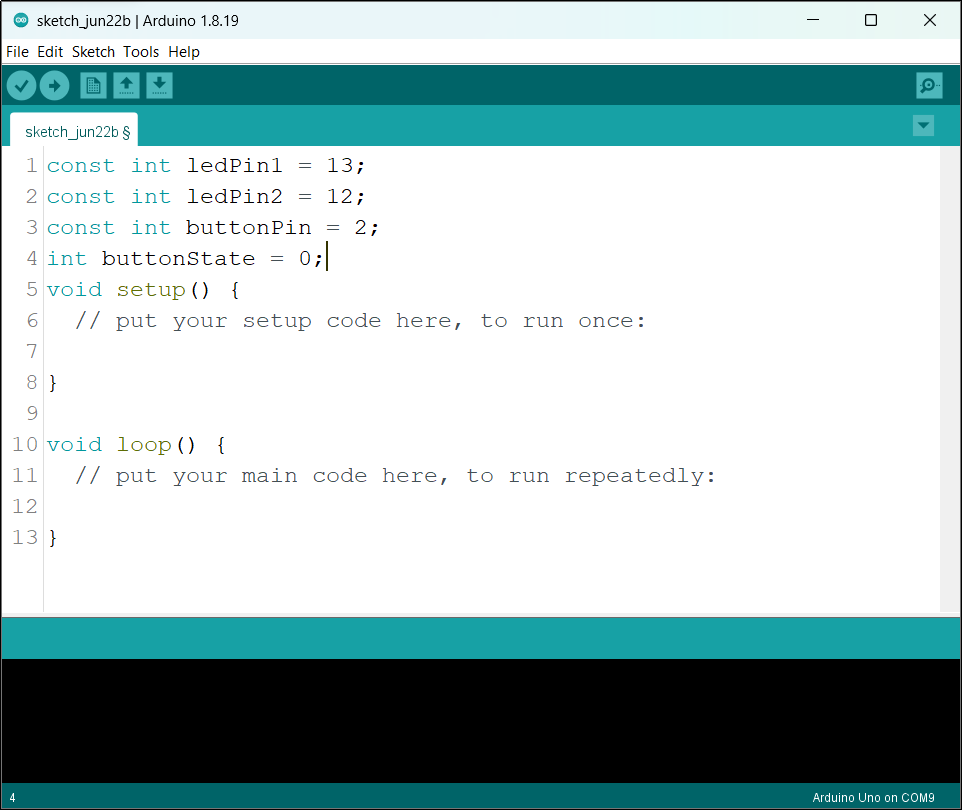 sketch_jun22b | Arduino 1.8.19
File Edit Sketch Tools Help
sketch_jun22b §
1 const int ledPin1 = 13;
2 const int ledPin2 = 12;
3 const int buttonPin = 2;
4 int buttonState = 0;
5 void setup() {
6   // put your setup code here, to run once:
7
8 }
9
10 void loop() {
11   // put your main code here, to run repeatedly:
12
13 }
4 Arduino Uno on COM9